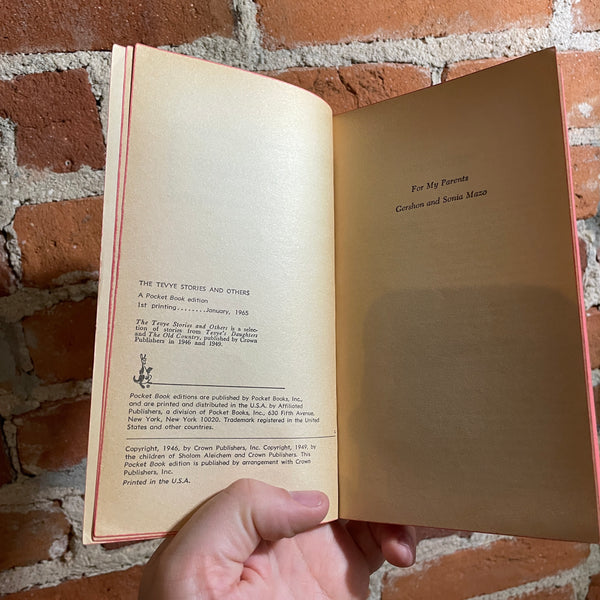 THE TEVYE STORIES AND OTHERS
A Pocket Book edition
1st printing........January, 1965
The Tevye Stories and Others is a selec-
tion of stories from Tevye's Daughters
and The Old Country, published by Crown
Publishers in 1946 and 1949.
Pocket Book editions are published by Pocket Books, Inc.,
and are printed and distributed in the U.S.A. by Affiliated
Publishers, a division of Pocket Books, Inc., 630 Fifth Avenue,
New York, New York 10020. Trademark registered in the United
States and other countries.
Copyright, 1946, by Crown Publishers, Inc. Copyright, 1949, by
the children of Sholom Aleichem and Crown Publishers. This
Pocket Book edition is published by arrangement with Crown
Publishers, Inc.
Printed in the U.S.A.
For My Parents
Gershon and Sonia Mazo